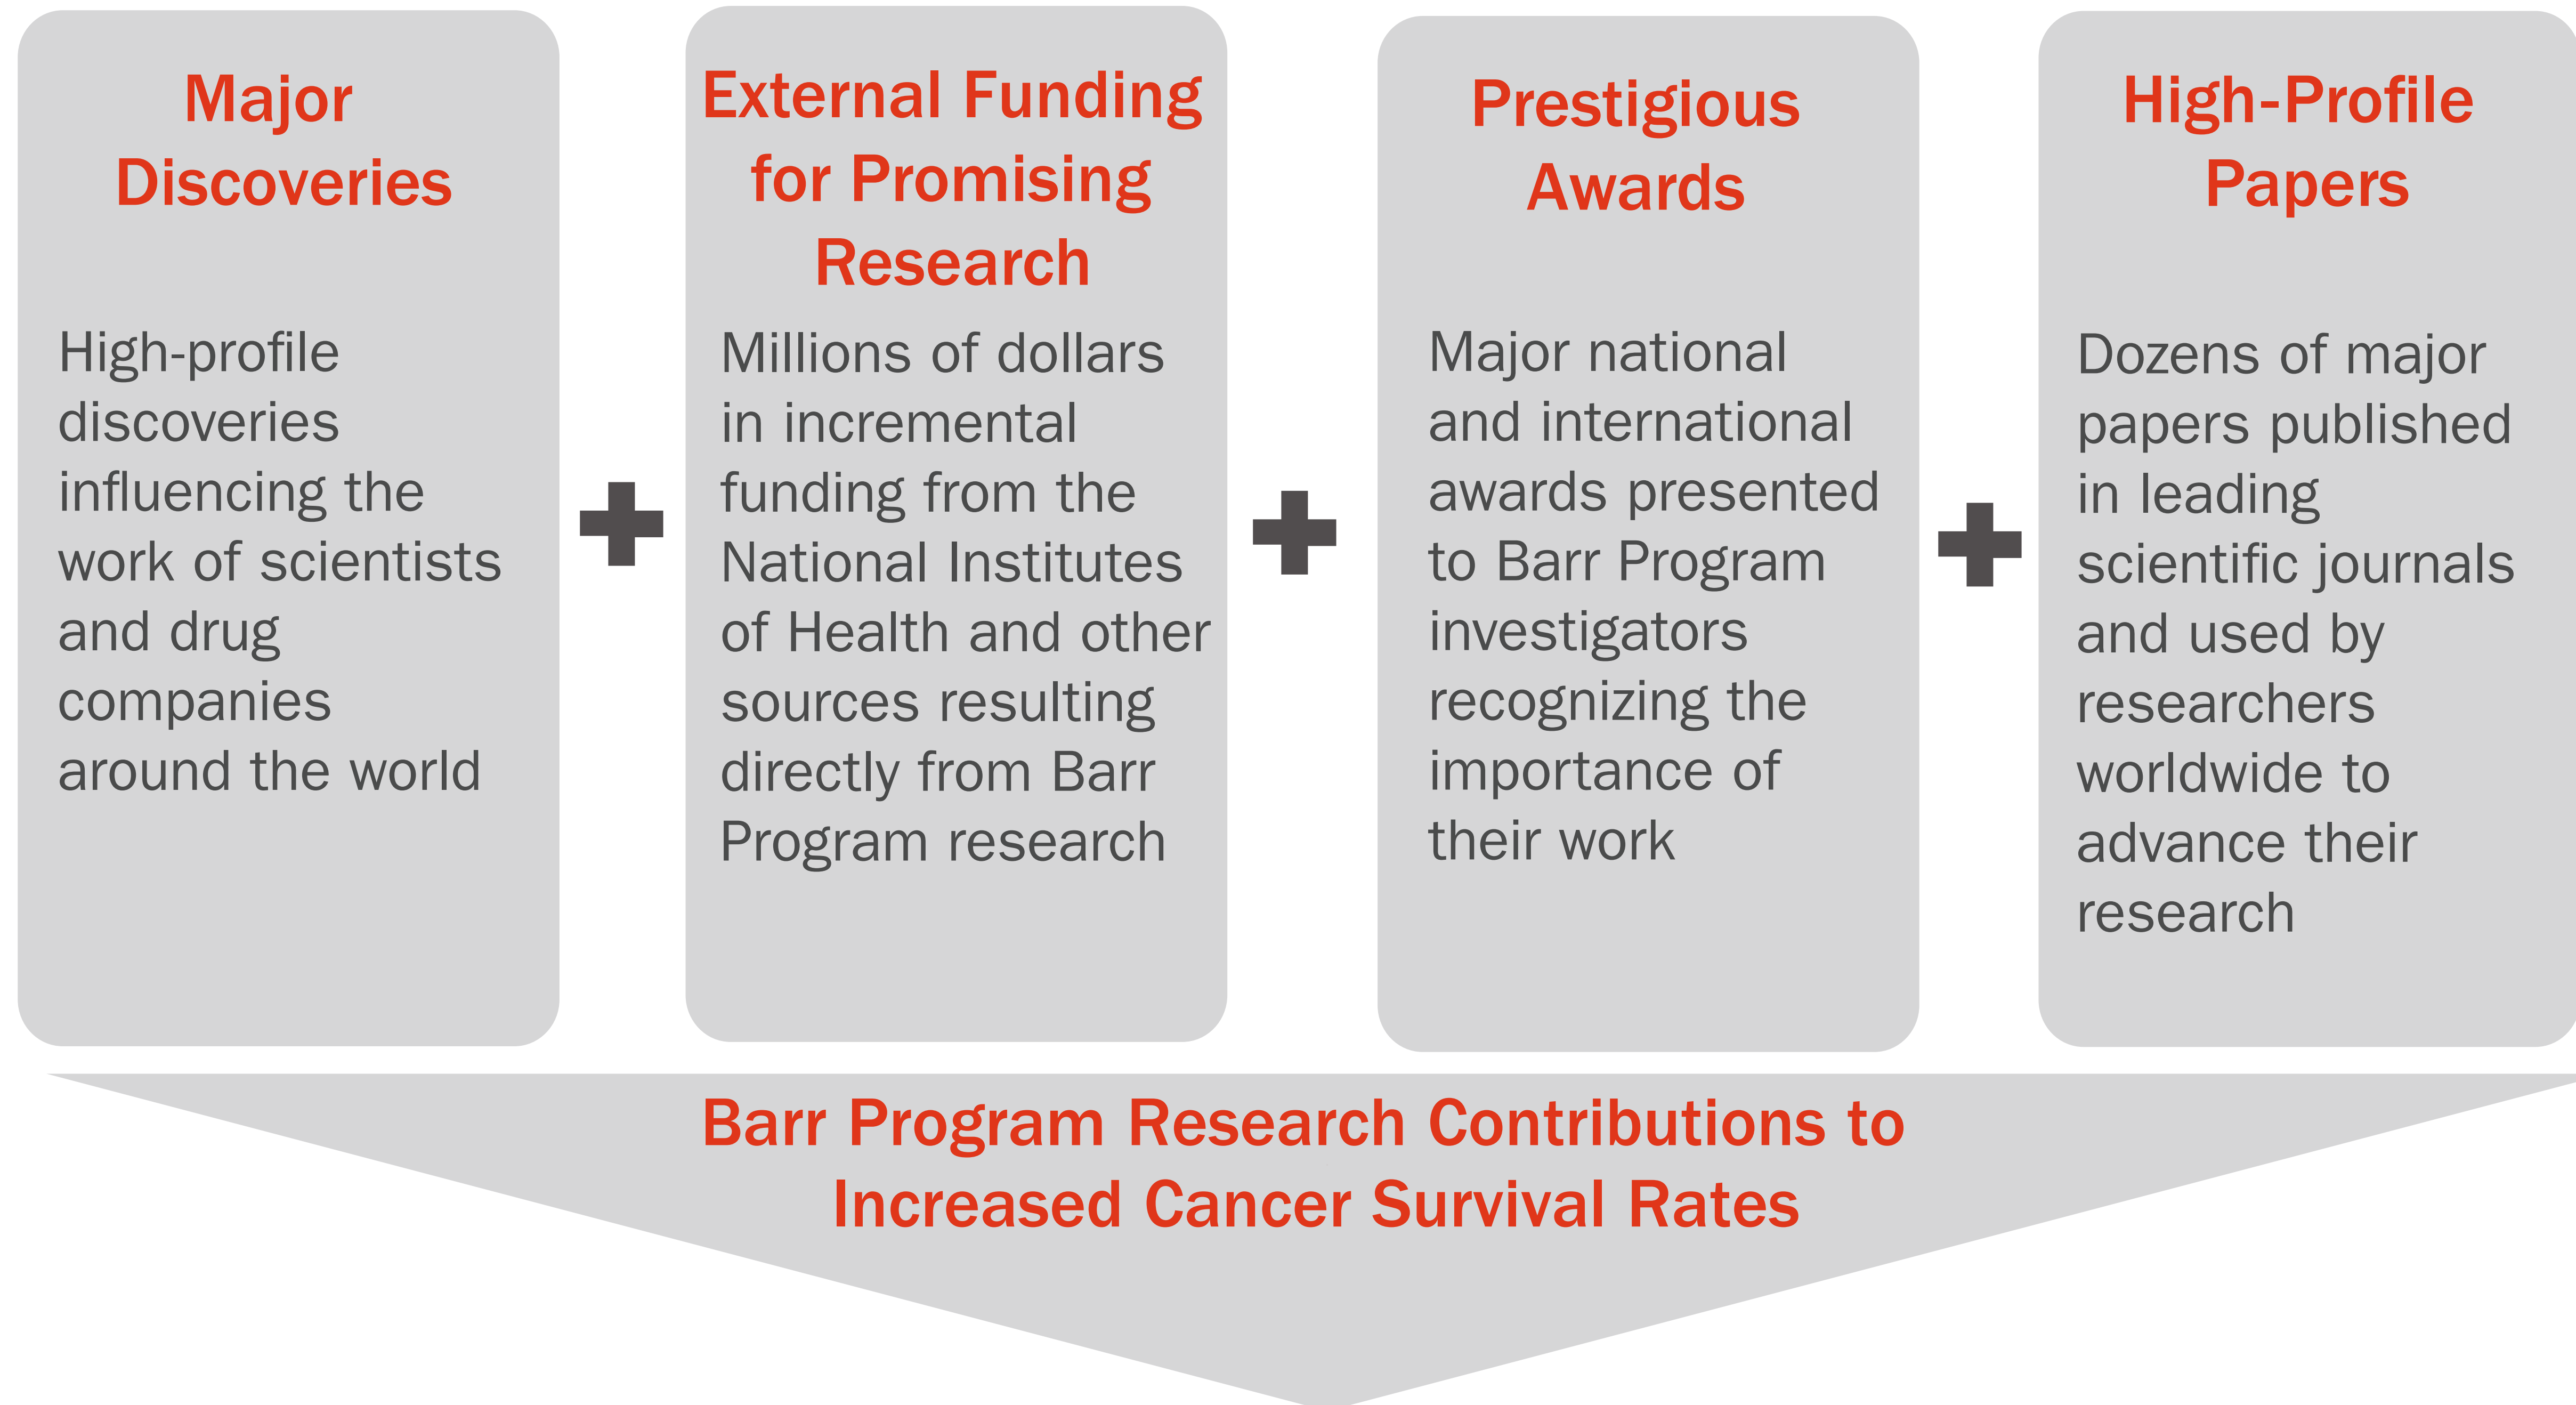 Major
Discoveries
High-profile
discoveries
influencing the
work of scientists
and drug
companies
around the world
External Funding
for Promising
Research
Millions of dollars
in incremental
funding from the
National Institutes
of Health and other
sources resulting
directly from Barr
Program research
Prestigious
Awards
Major national
and international
awards presented
to Barr Program
investigators
recognizing the
importance of
their work
High-Profile
Papers
Dozens of major
papers published
in leading
scientific journals
and used by
researchers
worldwide to
advance their
research
Barr Program Research Contributions to
Increased Cancer Survival Rates